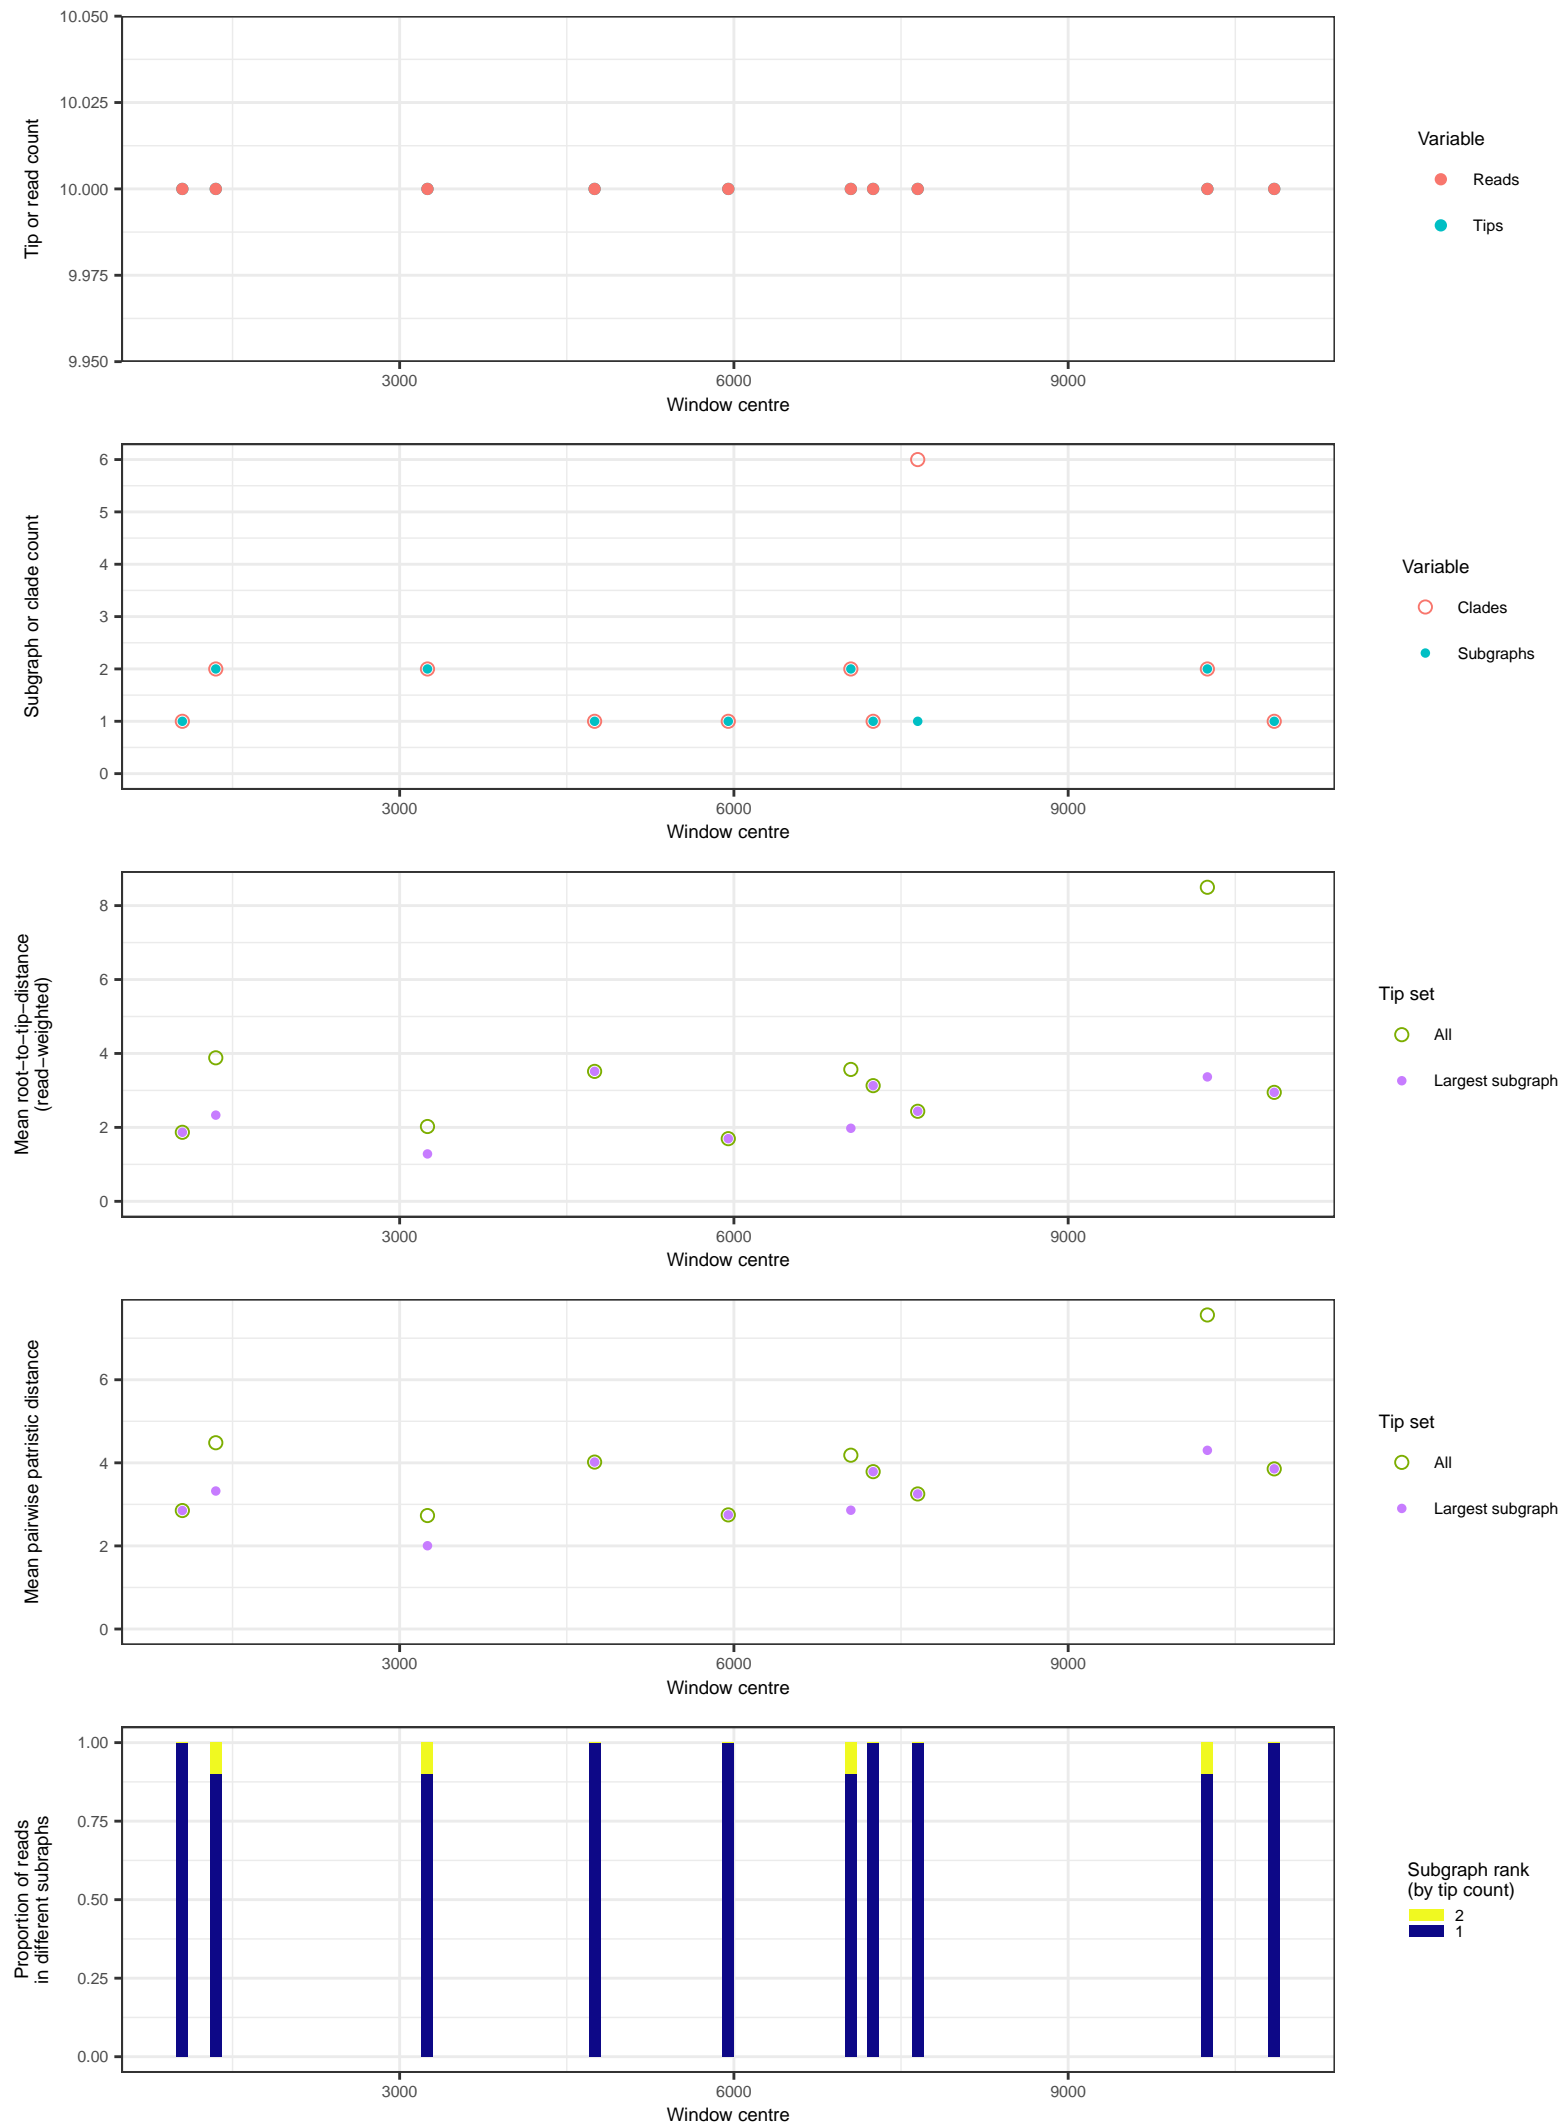 Tip or read count
10.050
10.025
10.000
9.975
9.950
3000
6000
9000
Window centre
Variable
Reads
Tips
Subgraph or clade count
6
5
4
3
2
1
0
3000
6000
9000
Window centre
Variable
Clades
Subgraphs
Mean root−to−tip−distance
(read−weighted)
8
6
4
2
0
3000
6000
9000
Window centre
Tip set
All
Largest subgraph
Mean pairwise patristic distance
6
4
2
0
3000
6000
9000
Window centre
Tip set
All
Largest subgraph
Proportion of reads
in different subraphs
1.00
0.75
0.50
0.25
0.00
3000
6000
9000
Window centre
Subgraph rank
(by tip count)
2
1